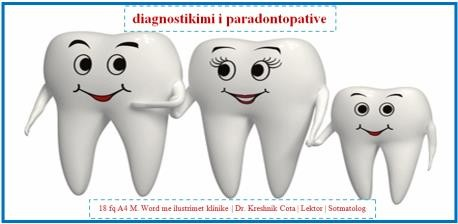 diagnostikimi i paradontopative
18 fq A4 M. Word me ilustrimet klinike | Dr. Kreshnik Cota | Lektor | Sotmatolog